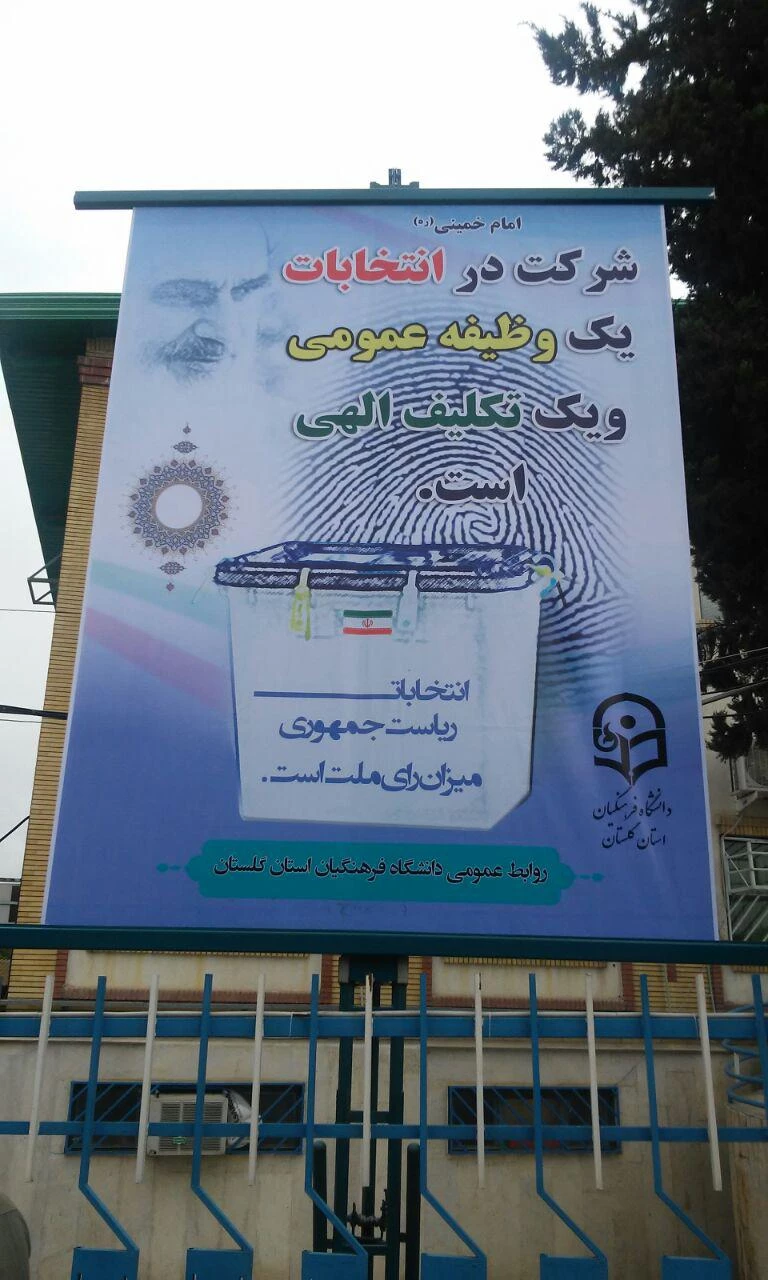 امام خمینی(ره)
شرکت در انتخابات
یک وظیفه عمومی
ویک تکلیف الهی
است.
انتخابات
ریاست جمهوری
میزان رای ملت است.
دانشگاه فرهنگیان
استان گلستان
روابط عمومی دانشگاه فرهنگیان استان گلستان